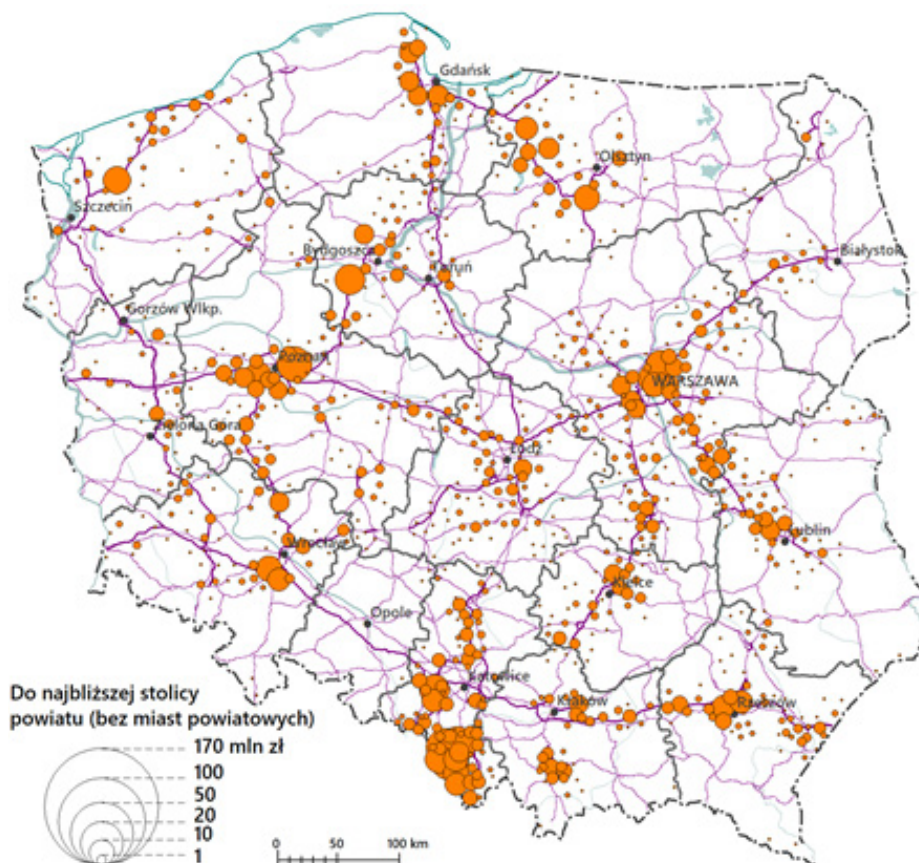 Gdańsk
Olsztyn
Szczecin
Bydgoszcz
Białystok
Toruń
Gorzów Wlkp.
Poznań
WARSZAWA
Zielona Góra
Łódź
Wrocław
Lublin
Kielce
Opole
Katowice
Do najbliższej stolicy
powiatu (bez miast powiatowych)
Kraków
Rzeszów
170 mln zł
100
50
20
10
1
0 50 100 km